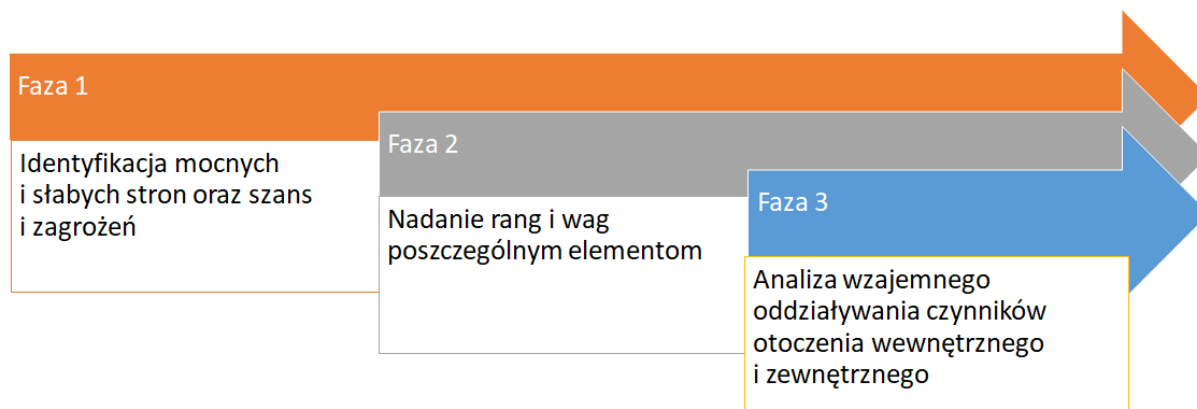 Faza 1
Identyfikacja mocnych
i słabych stron oraz szans
i zagrożeń
Faza 2
Nadanie rang i wag
poszczególnym elementom
Faza 3
Analiza wzajemnego
oddziaływania czynników
otoczenia wewnętrznego
i zewnętrznego